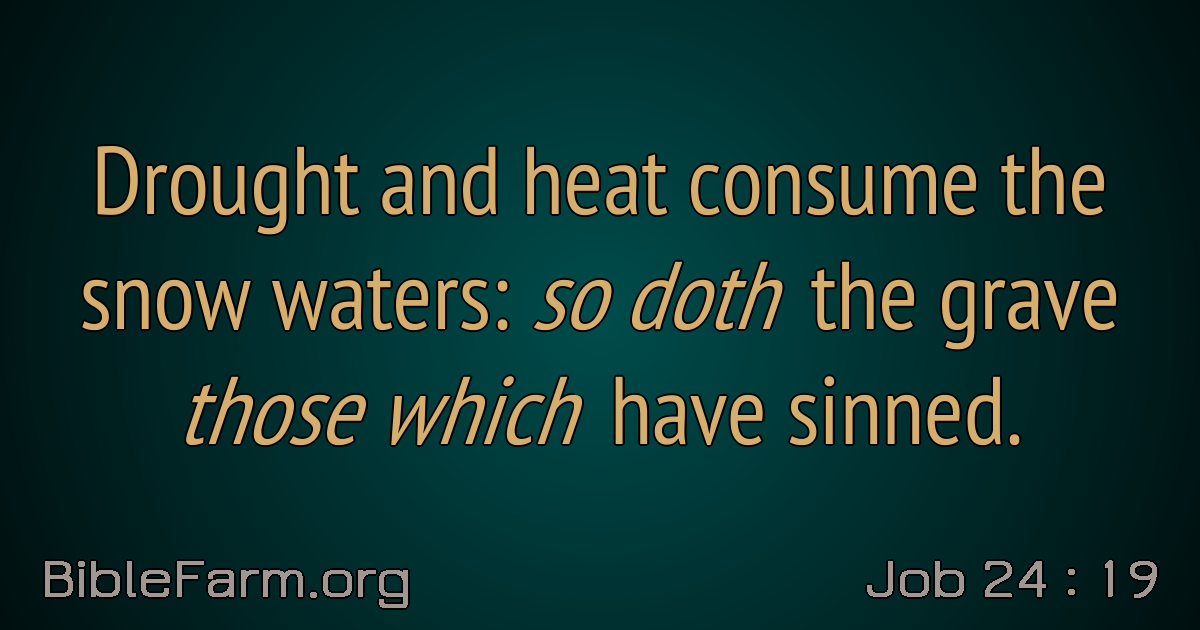 Drought and heat consume the
snow waters: so doth the grave
those which have sinned.
BibleFarm.org
Job 24 : 19